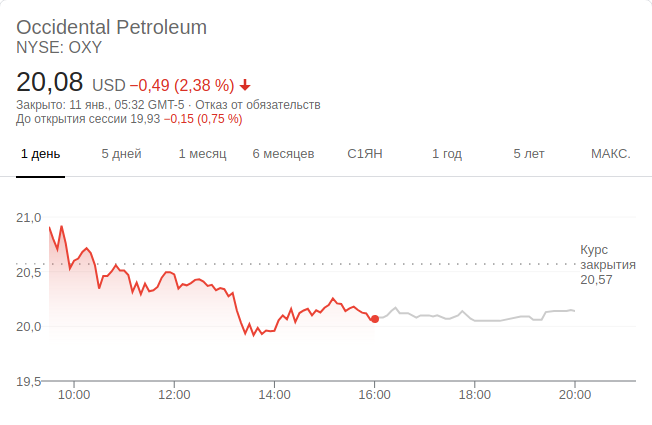 Occidental Petroleum
NYSE: OXY
20,08 USD −0,49 (2,38 %)
Закрыто: 11 янв., 05:32 GMT-5 · Отказ от обязательств
До открытия сессии 19,93 −0,15 (0,75 %)
1 день 5 дней 1 месяц 6 месяцев С1ЯН 1 год 5 лет МАКС.
21,0
Курс
закрытия
20,57
20,5
20,0
19,5
10:00 12:00 14:00 16:00 18:00 20:00